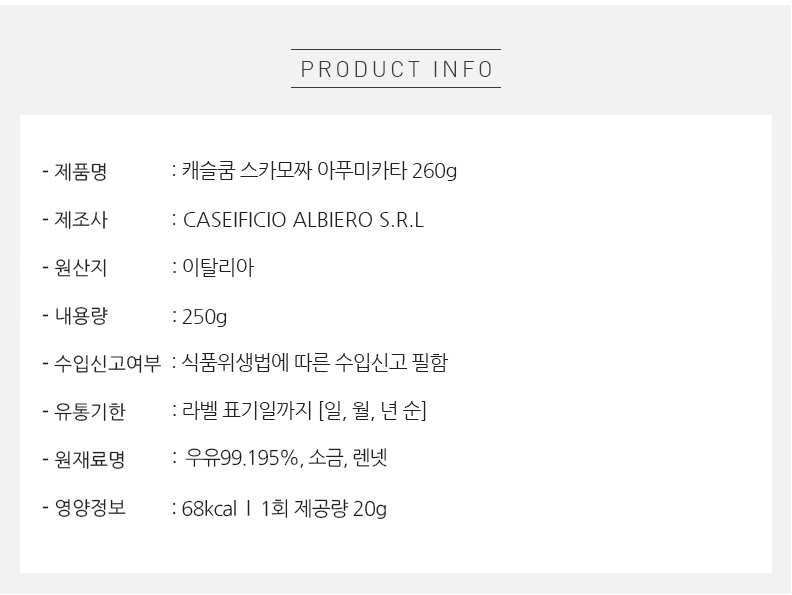 PRODUCT INFO
- 제품명 : 캐슬쿰 스카모짜 아푸미카타 260g
- 제조사 : CASEIFICIO ALBIERO S.R.L
- 원산지 : 이탈리아
- 내용량 : 250g
- 수입신고여부 : 식품위생법에 따른 수입신고 필함
- 유통기한 : 라벨 표기일까지 [일, 월, 년 순]
- 원재료명 : 우유99.195%, 소금, 렌넷
- 영양정보 : 68kcal ㅣ 1회 제공량 20g